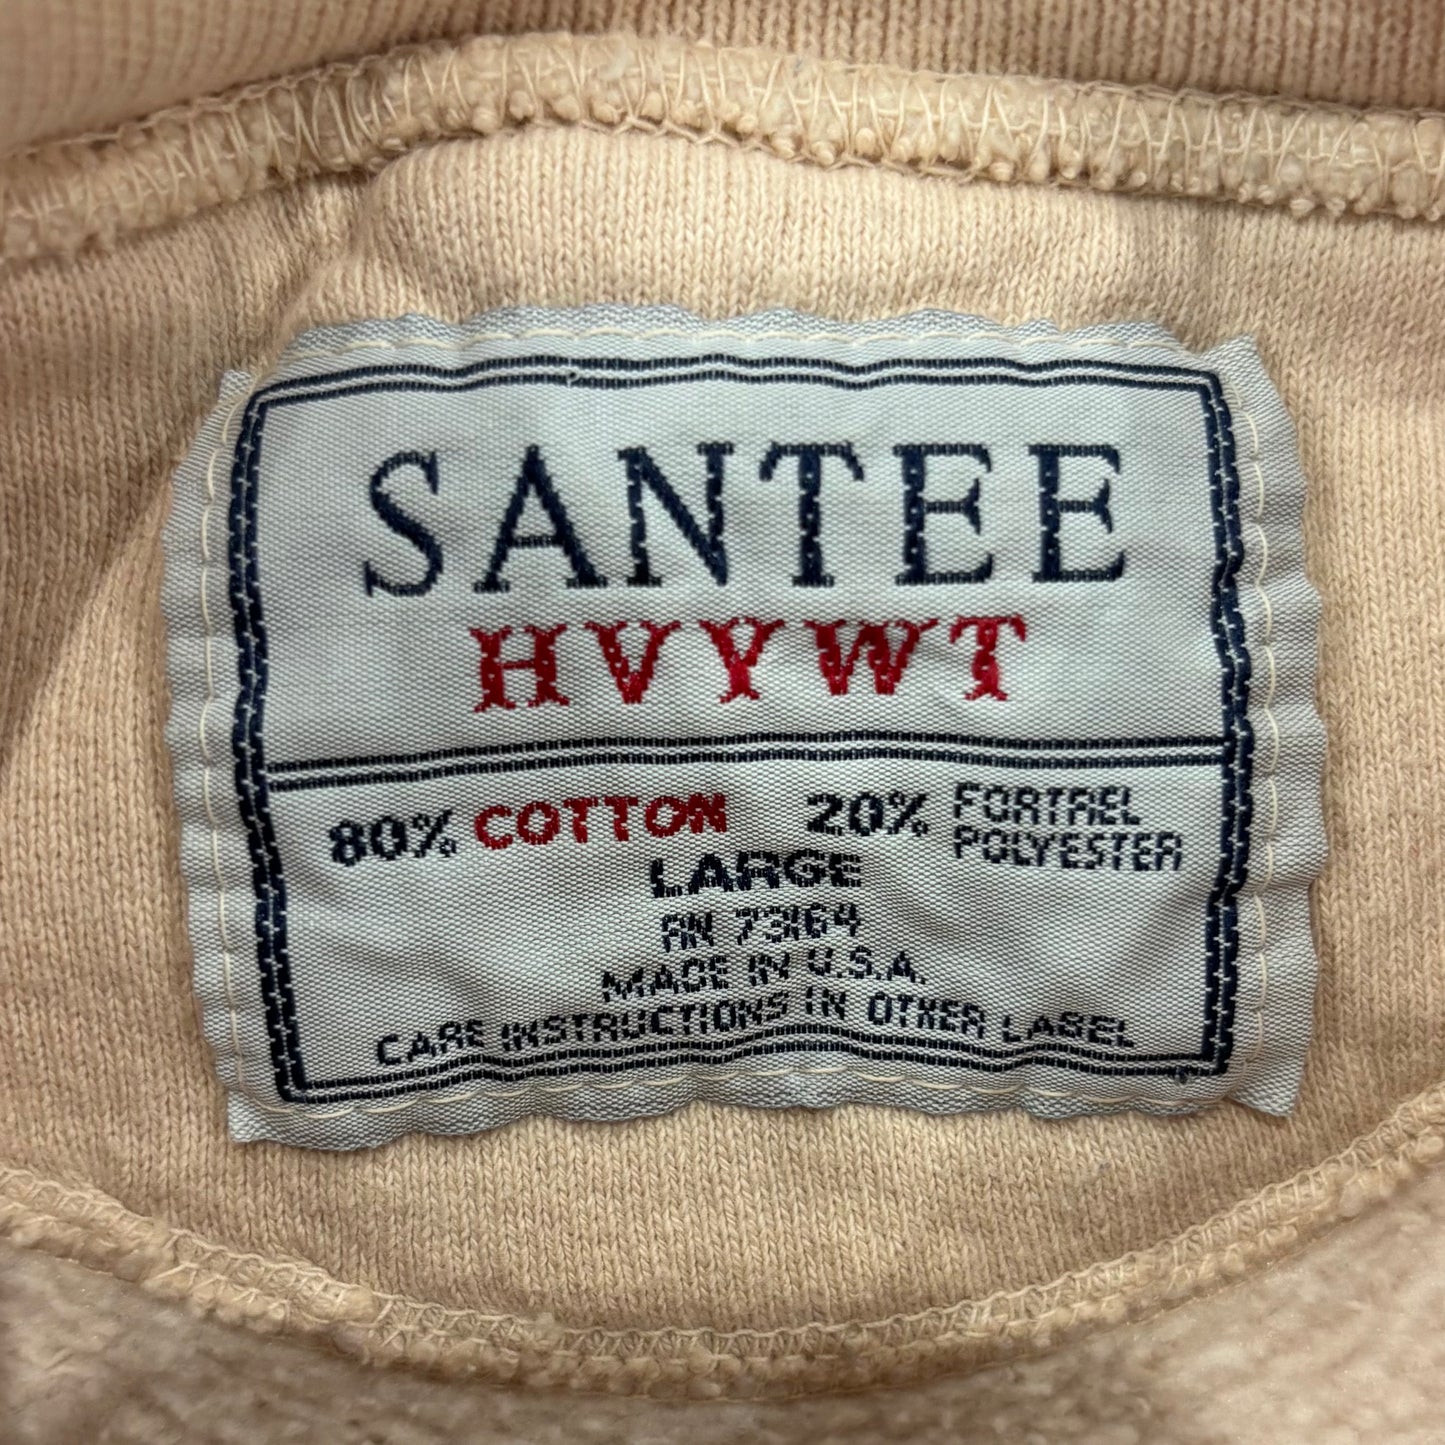 SANTEE
HVYWT
80% COTTON 20% FORTREL
POLYESTER
LARGE
RN 73164
MADE IN U.S.A.
CARE INSTRUCTIONS IN OTHER LABEL